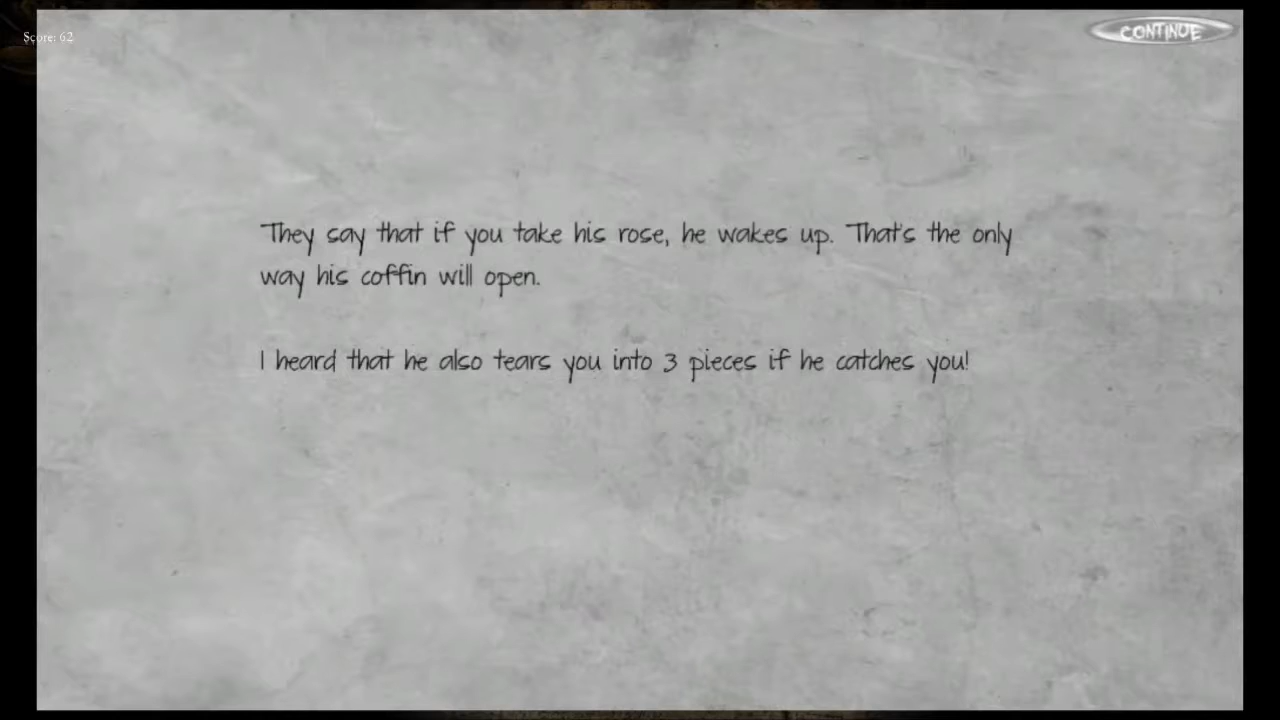 Score: 62
CONTINUE
They say that if you take his rose, he wakes up. That's the only
way his coffin will open.
I heard that he also tears you into 3 pieces if he catches you!